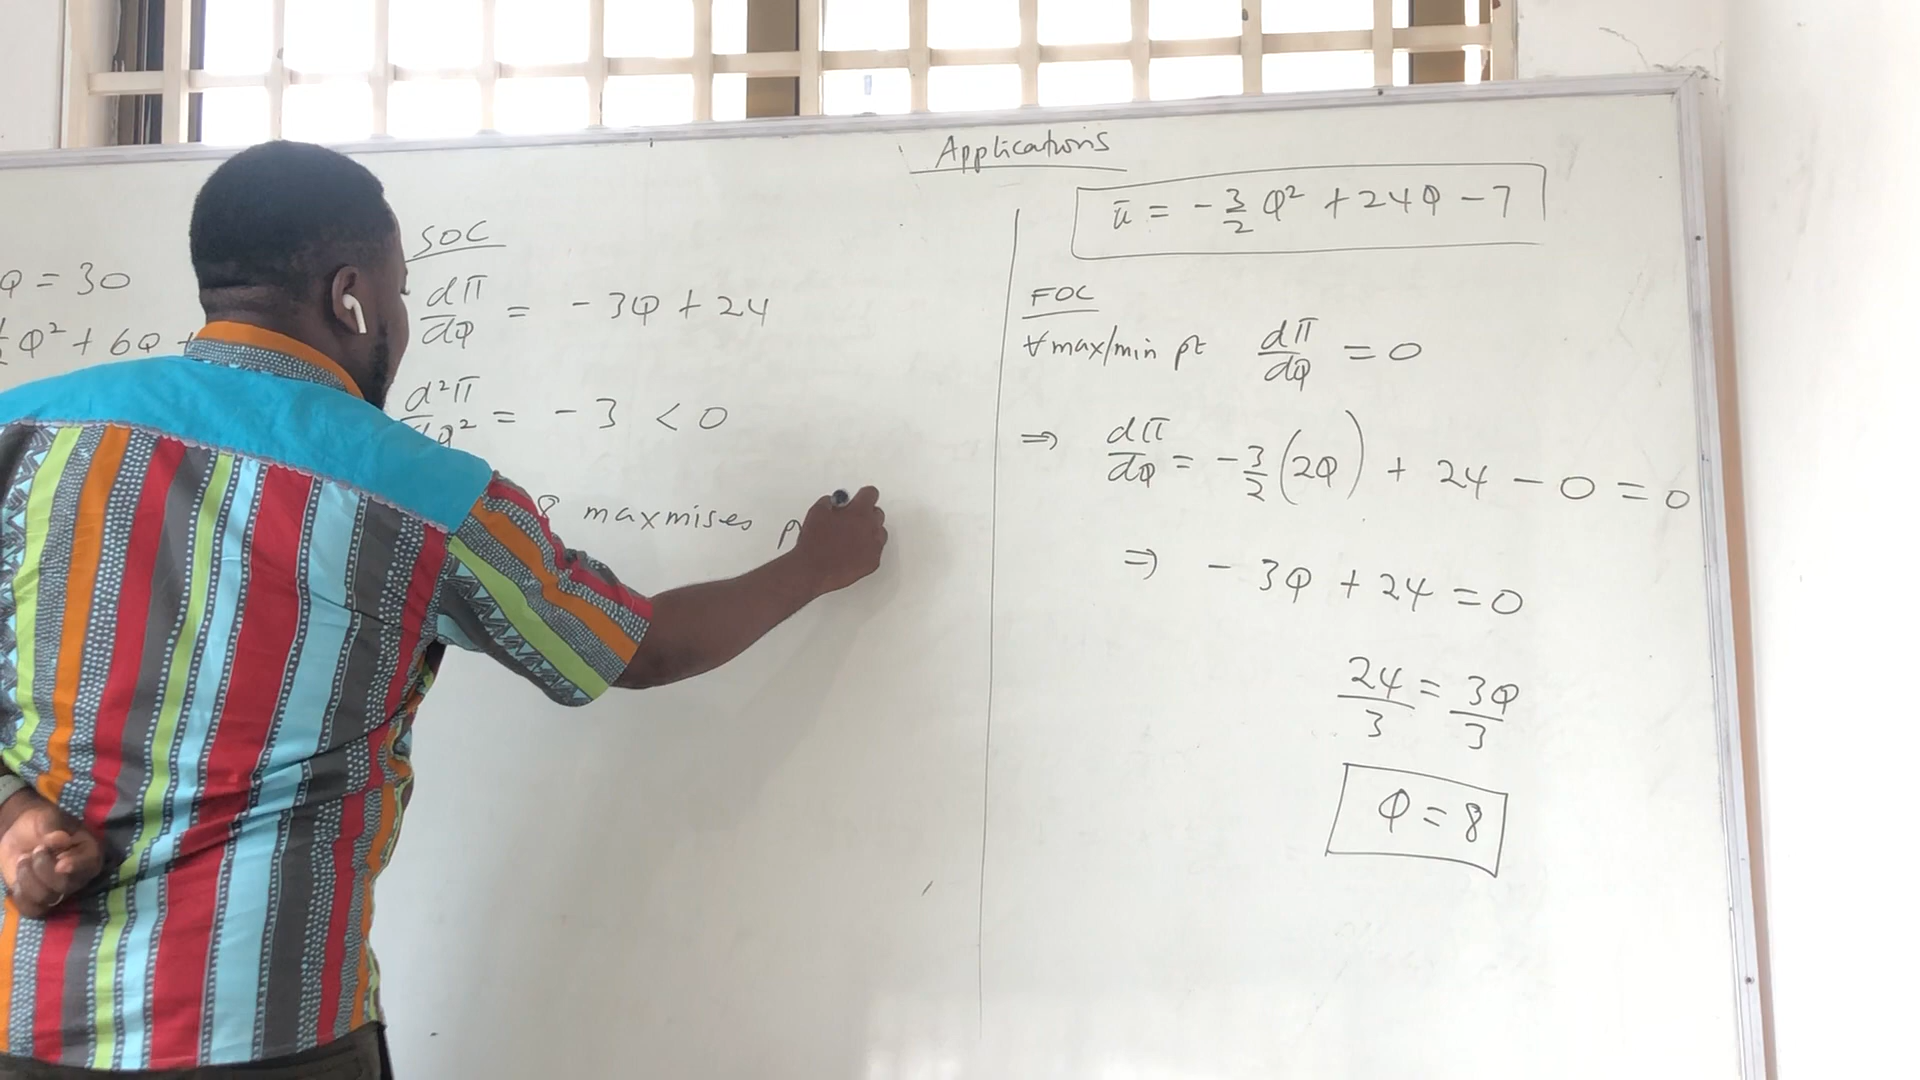 Applications
Q = 30
Q² + 6Q +
SOC
dπ/dQ = - 3Q + 24
d²π/dQ² = - 3 < 0
8 maxmises
π = - 3/2 Q² + 24Q - 7
FOC
∀ max/min pt dπ/dQ = 0
⇒ dπ/dQ = - 3/2 (2Q) + 24 - 0 = 0
⇒ - 3Q + 24 = 0
24/3 = 3Q/3
Q = 8